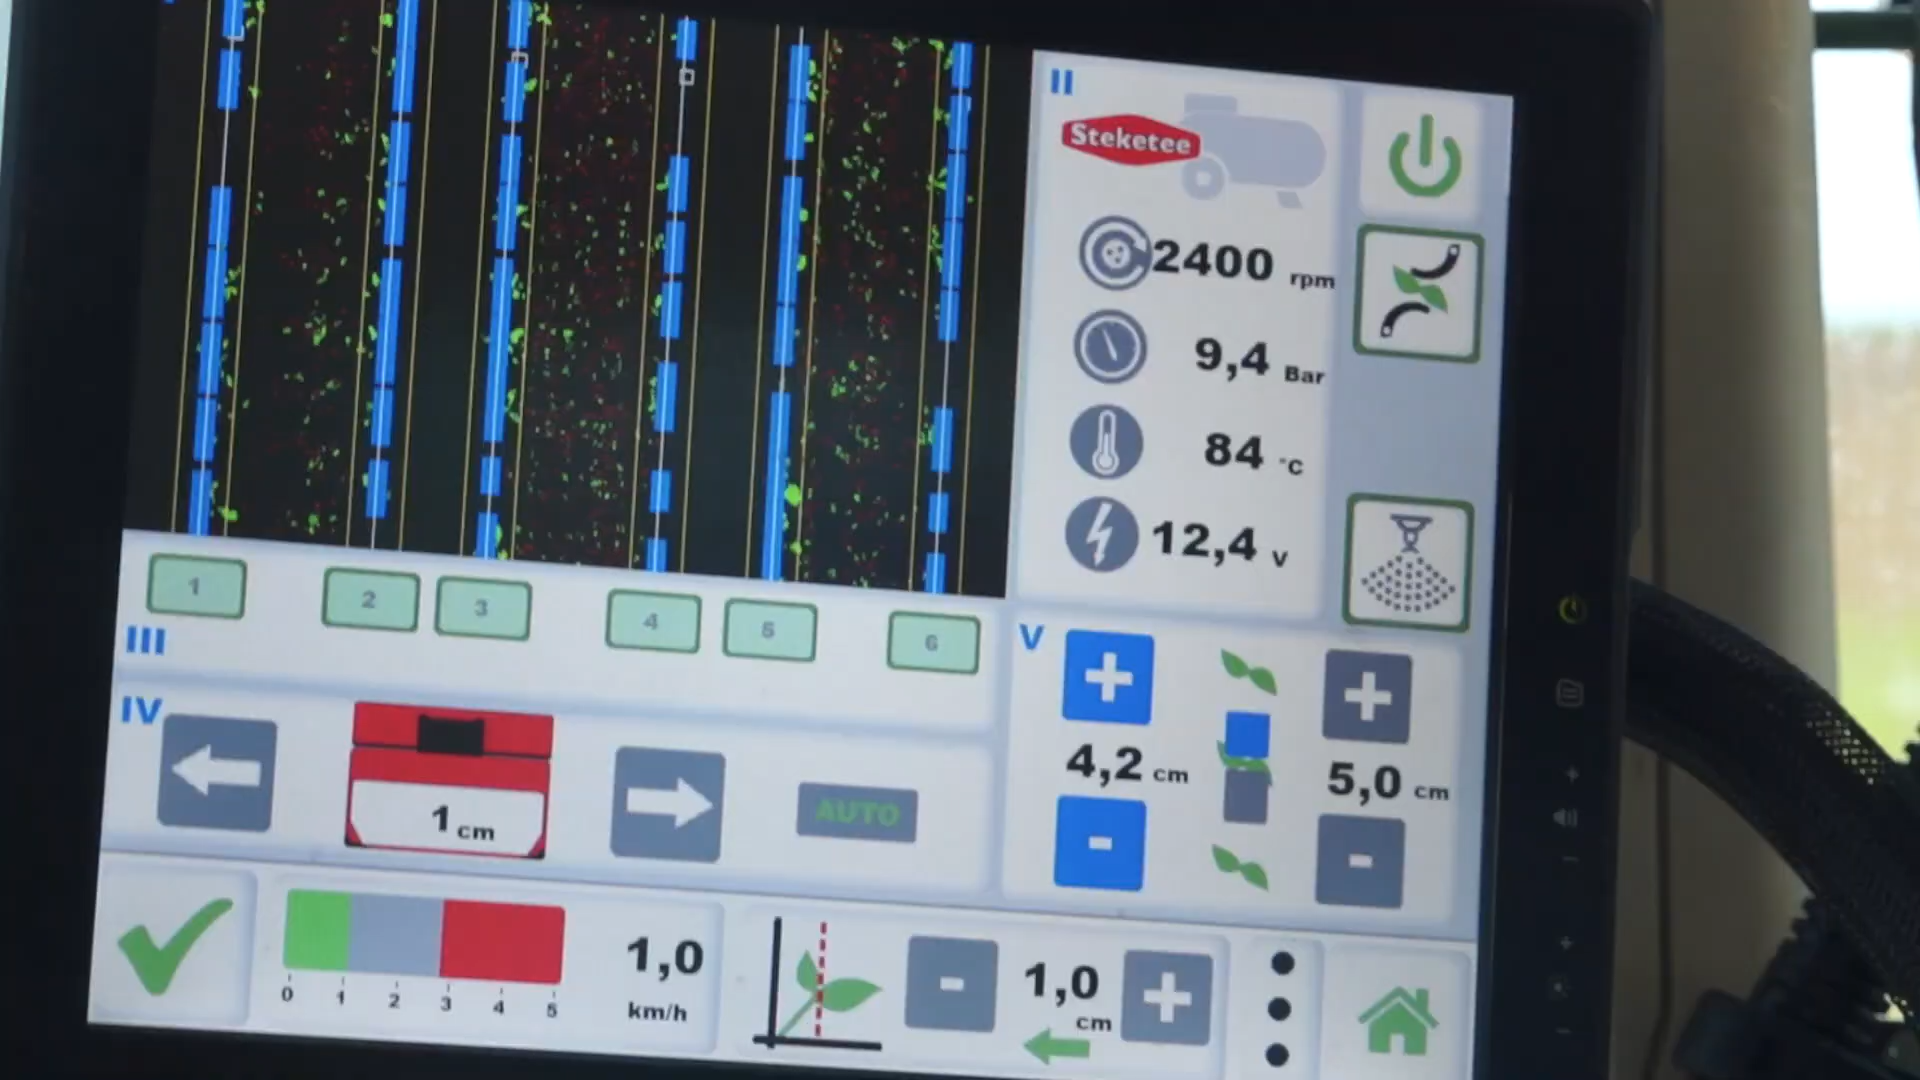 II
Steketee
2400 rpm
9,4 Bar
84 °C
12,4 V
1 2 3 4 5 6
III
IV
1 cm
AUTO
V
+ +
4,2 cm 5,0 cm
- -
0 1 2 3 4 5
1,0
km/h
- 1,0 +
cm